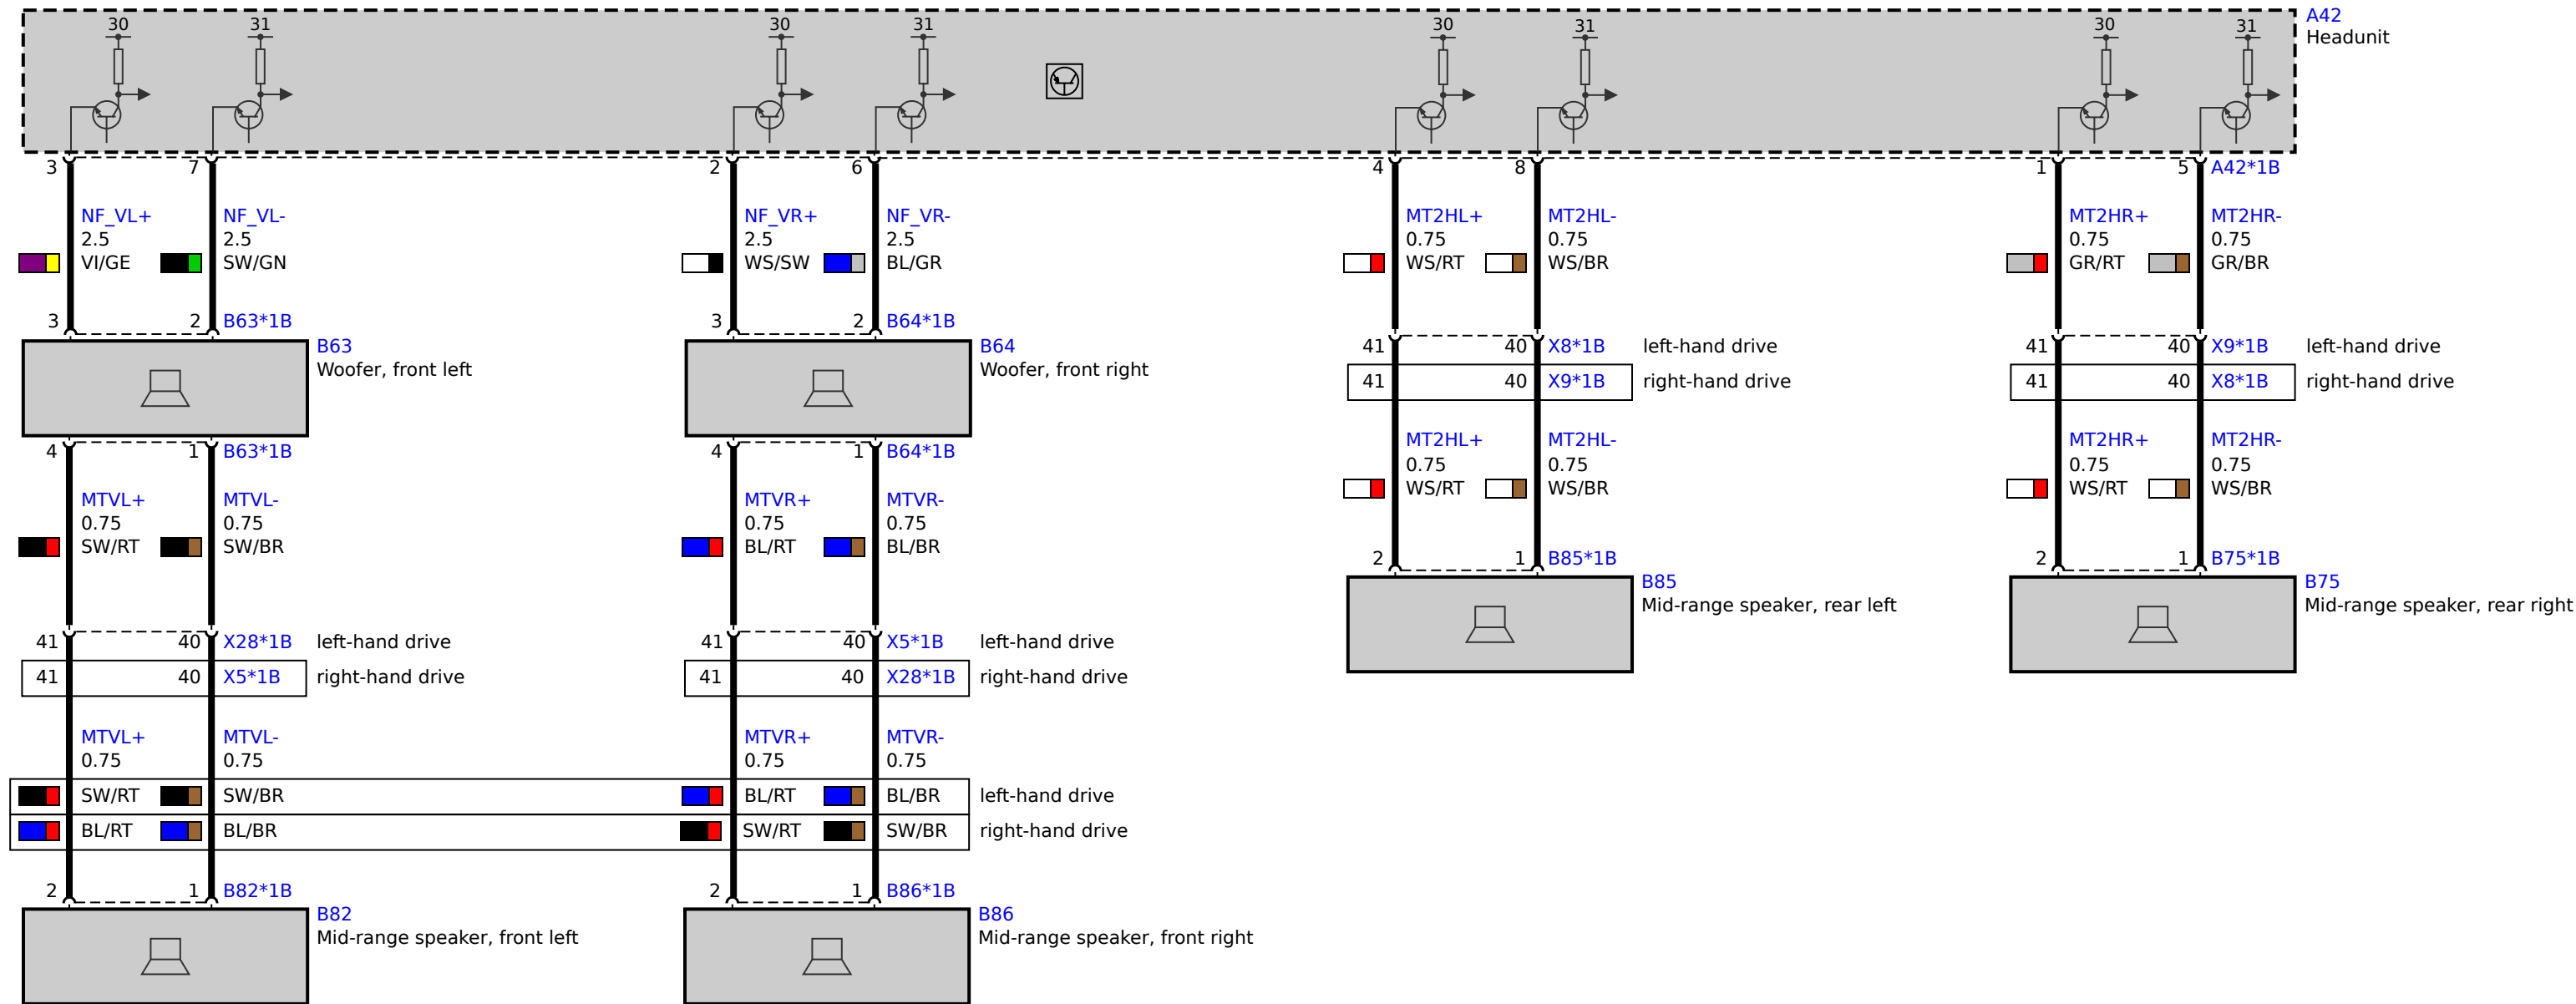 30 31 30 31 30 31 30 31 A42
Headunit
3 7 2 6 4 8 1 5 A42*1B
NF_VL+ NF_VL- NF_VR+ NF_VR- MT2HL+ MT2HL- MT2HR+ MT2HR-
2.5 2.5 2.5 2.5 0.75 0.75 0.75 0.75
VI/GE SW/GN WS/SW BL/GR WS/RT WS/BR GR/RT GR/BR
3 2 B63*1B 3 2 B64*1B
B63 B64 41 40 X8*1B left-hand drive 41 40 X9*1B left-hand drive
Woofer, front left Woofer, front right 41 40 X9*1B right-hand drive 41 40 X8*1B right-hand drive
4 1 B63*1B 4 1 B64*1B MT2HL+ MT2HL- MT2HR+ MT2HR-
0.75 0.75 0.75 0.75
MTVL+ MTVL- MTVR+ MTVR- WS/RT WS/BR WS/RT WS/BR
0.75 0.75 0.75 0.75
SW/RT SW/BR BL/RT BL/BR 2 1 B85*1B 2 1 B75*1B
B85 B75
Mid-range speaker, rear left Mid-range speaker, rear right
41 40 X28*1B left-hand drive 41 40 X5*1B left-hand drive
41 40 X5*1B right-hand drive 41 40 X28*1B right-hand drive
MTVL+ MTVL- MTVR+ MTVR-
0.75 0.75 0.75 0.75
SW/RT SW/BR BL/RT BL/BR left-hand drive
BL/RT BL/BR SW/RT SW/BR right-hand drive
2 1 B82*1B 2 1 B86*1B
B82 B86
Mid-range speaker, front left Mid-range speaker, front right